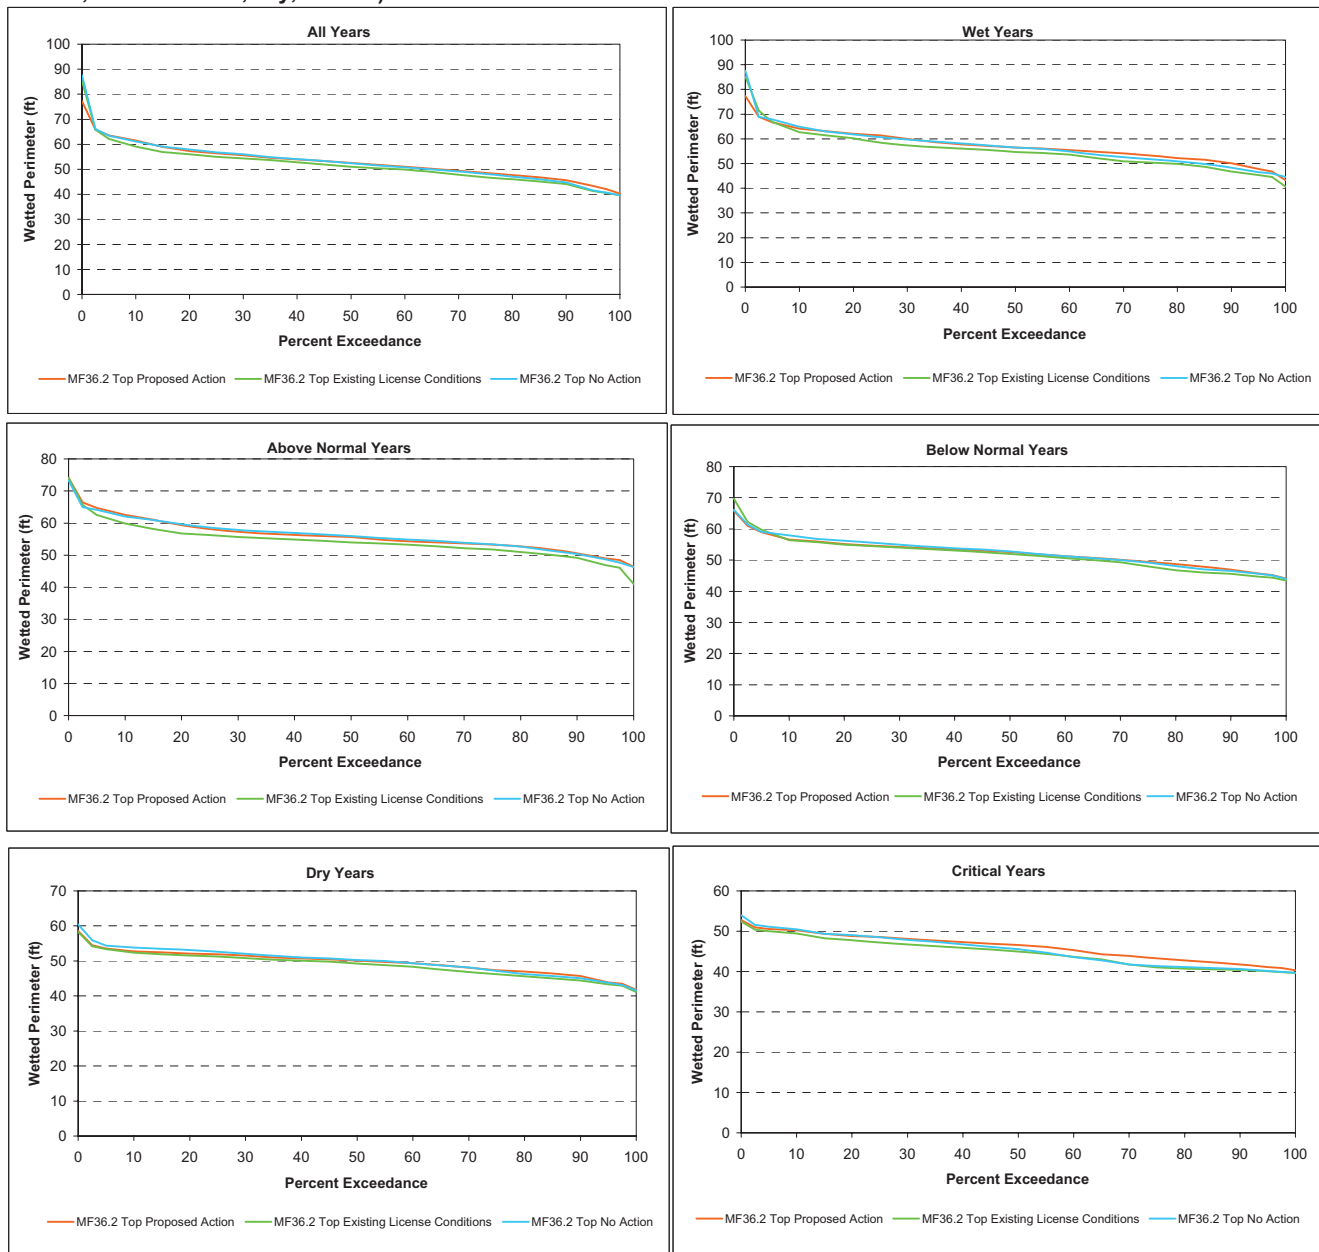 All Years
Wetted Perimeter (ft)
100
90
80
70
60
50
40
30
20
10
0
0 10 20 30 40 50 60 70 80 90 100
Percent Exceedance
MF36.2 Top Proposed Action MF36.2 Top Existing License Conditions MF36.2 Top No Action
Wet Years
Wetted Perimeter (ft)
100
90
80
70
60
50
40
30
20
10
0
0 10 20 30 40 50 60 70 80 90 100
Percent Exceedance
MF36.2 Top Proposed Action MF36.2 Top Existing License Conditions MF36.2 Top No Action
Above Normal Years
Wetted Perimeter (ft)
80
70
60
50
40
30
20
10
0
0 10 20 30 40 50 60 70 80 90 100
Percent Exceedance
MF36.2 Top Proposed Action MF36.2 Top Existing License Conditions MF36.2 Top No Action
Below Normal Years
Wetted Perimeter (ft)
80
70
60
50
40
30
20
10
0
0 10 20 30 40 50 60 70 80 90 100
Percent Exceedance
MF36.2 Top Proposed Action MF36.2 Top Existing License Conditions MF36.2 Top No Action
Dry Years
Wetted Perimeter (ft)
70
60
50
40
30
20
10
0
0 10 20 30 40 50 60 70 80 90 100
Percent Exceedance
MF36.2 Top Proposed Action MF36.2 Top Existing License Conditions MF36.2 Top No Action
Critical Years
Wetted Perimeter (ft)
60
50
40
30
20
10
0
0 10 20 30 40 50 60 70 80 90 100
Percent Exceedance
MF36.2 Top Proposed Action MF36.2 Top Existing License Conditions MF36.2 Top No Action